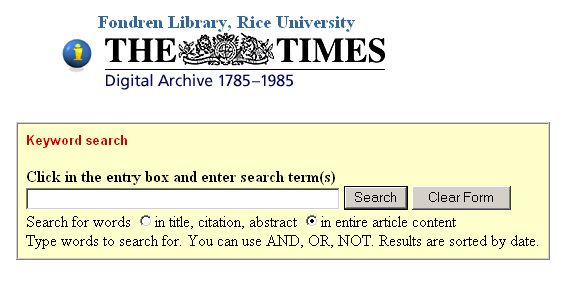 Fondren Library, Rice University
THE TIMES
Digital Archive 1785–1985
Keyword search
Click in the entry box and enter search term(s)
Search Clear Form
Search for words in title, citation, abstract in entire article content
Type words to search for. You can use AND, OR, NOT. Results are sorted by date.